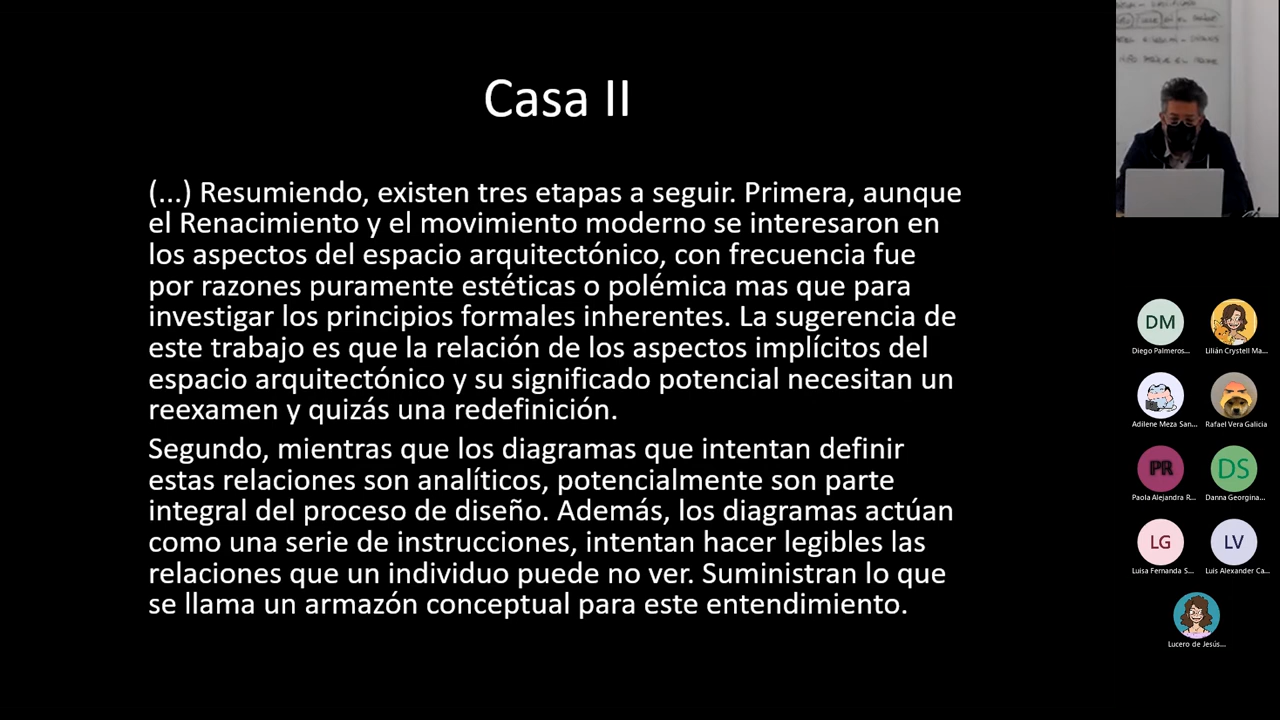 Casa II
(...) Resumiendo, existen tres etapas a seguir. Primera, aunque
el Renacimiento y el movimiento moderno se interesaron en
los aspectos del espacio arquitectónico, con frecuencia fue
por razones puramente estéticas o polémica mas que para
investigar los principios formales inherentes. La sugerencia de
este trabajo es que la relación de los aspectos implícitos del
espacio arquitectónico y su significado potencial necesitan un
reexamen y quizás una redefinición.
Segundo, mientras que los diagramas que intentan definir
estas relaciones son analíticos, potencialmente son parte
integral del proceso de diseño. Además, los diagramas actúan
como una serie de instrucciones, intentan hacer legibles las
relaciones que un individuo puede no ver. Suministran lo que
se llama un armazón conceptual para este entendimiento.
DM
Diego Palmeros...
Lilián Crystell Ma...
Adilene Meza San...
Rafael Vera Galicia
PR
Paola Alejandra R...
DS
Danna Georgina...
LG
Luisa Fernanda S...
LV
Luis Alexander Ca...
Lucero de Jesús...